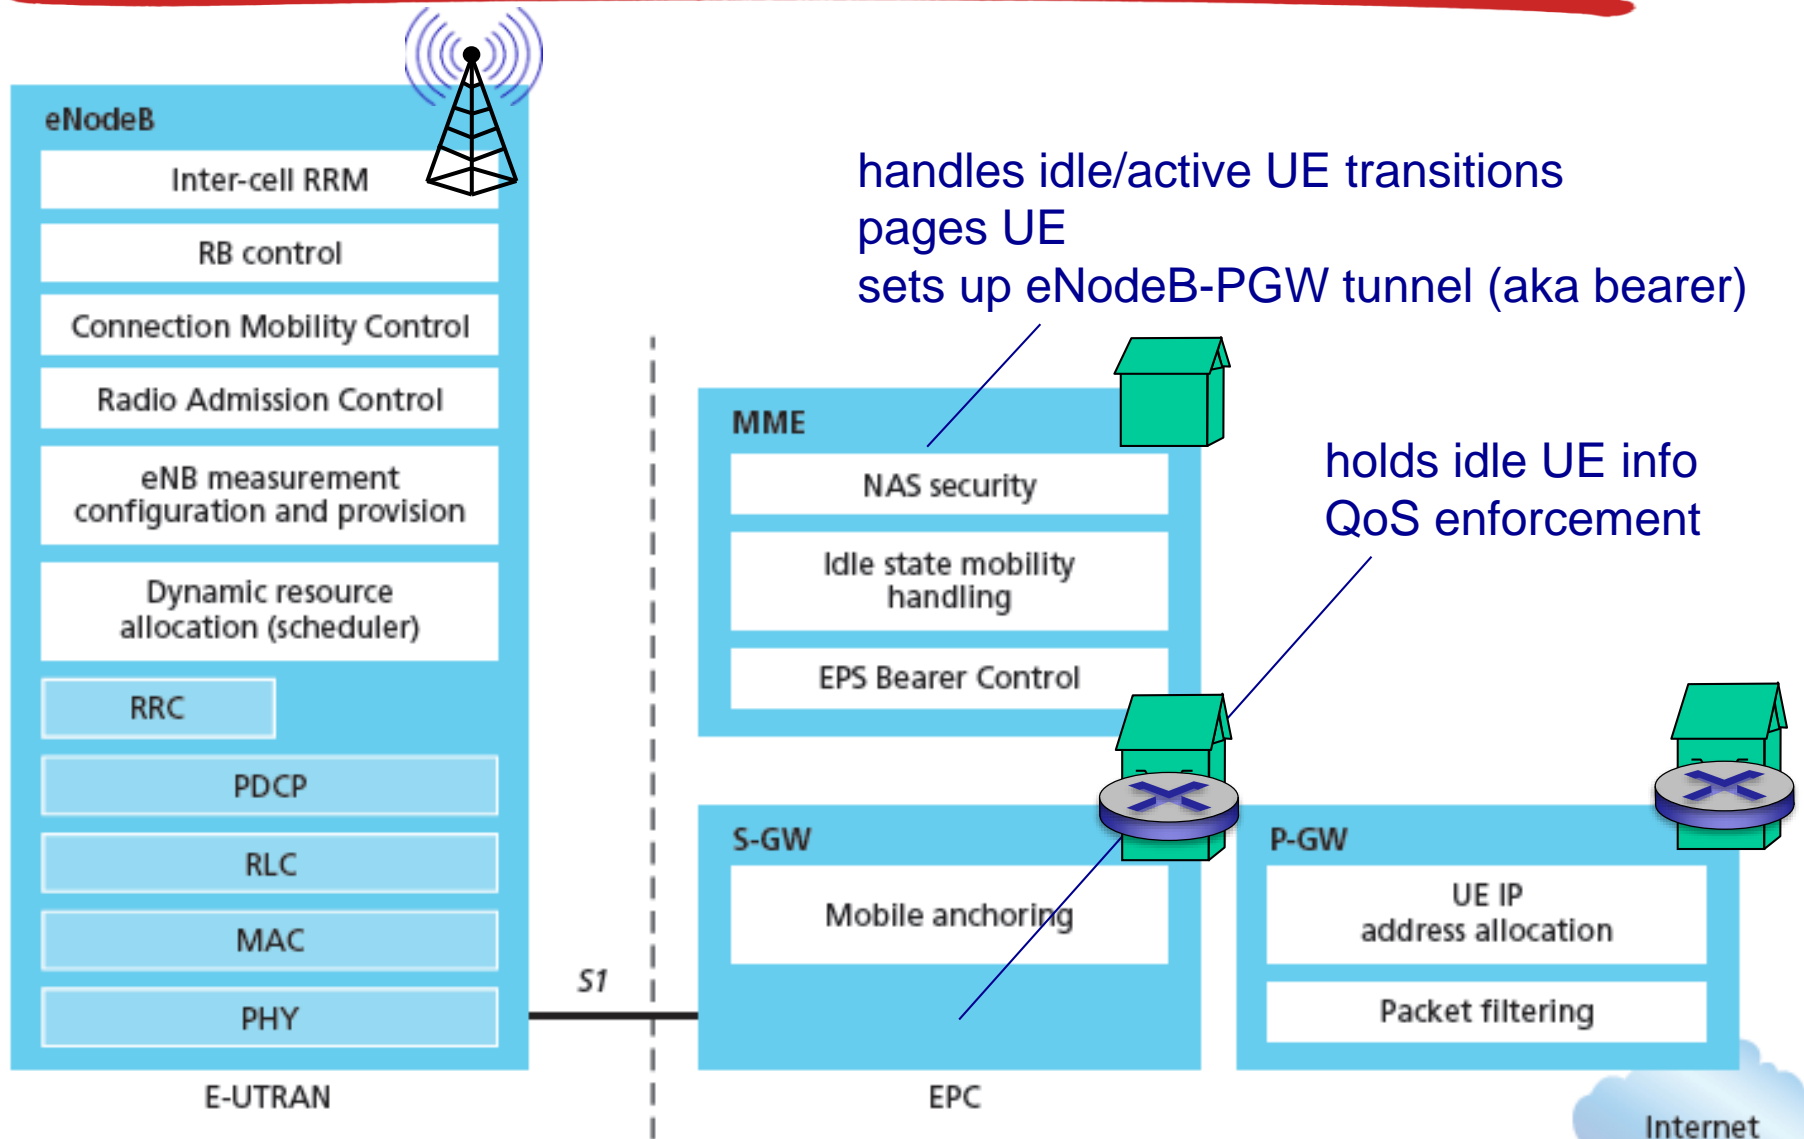 eNodeB
Inter-cell RRM
RB control
Connection Mobility Control
Radio Admission Control
eNB measurement
configuration and provision
Dynamic resource
allocation (scheduler)
RRC
PDCP
RLC
MAC
PHY
E-UTRAN
S1
handles idle/active UE transitions
pages UE
sets up eNodeB-PGW tunnel (aka bearer)
MME
NAS security
Idle state mobility
handling
EPS Bearer Control
holds idle UE info
QoS enforcement
S-GW
Mobile anchoring
P-GW
UE IP
address allocation
Packet filtering
EPC
Internet